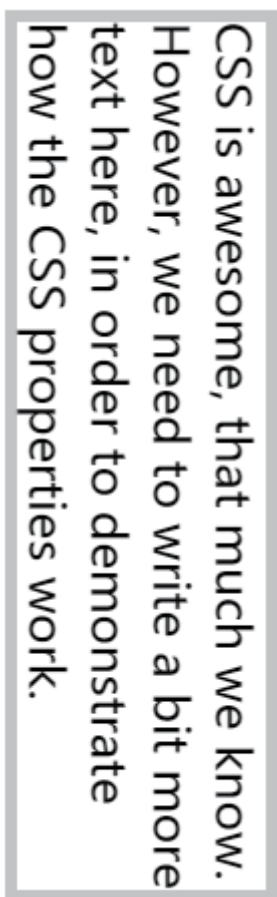 CSS is awesome, that much we know.
However, we need to write a bit more
text here, in order to demonstrate
how the CSS properties work.